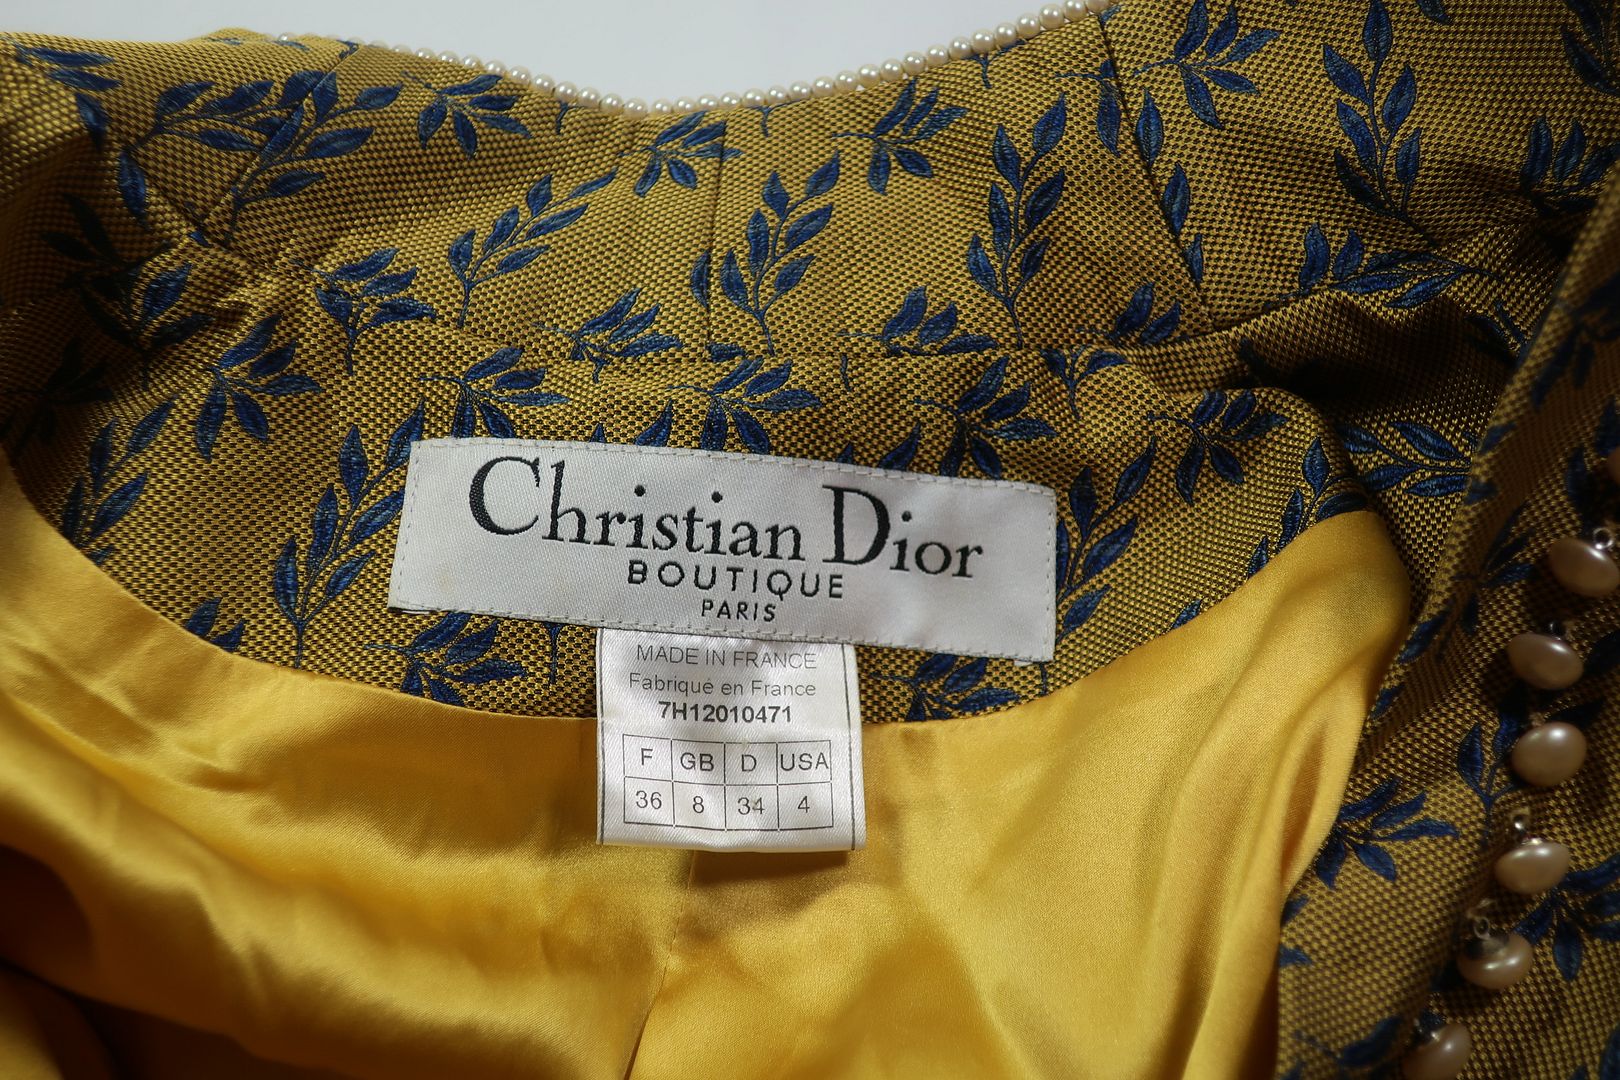 Christian Dior
BOUTIQUE
PARIS
MADE IN FRANCE
Fabriqué en France
7H12010471
F GB D USA
36 8 34 4